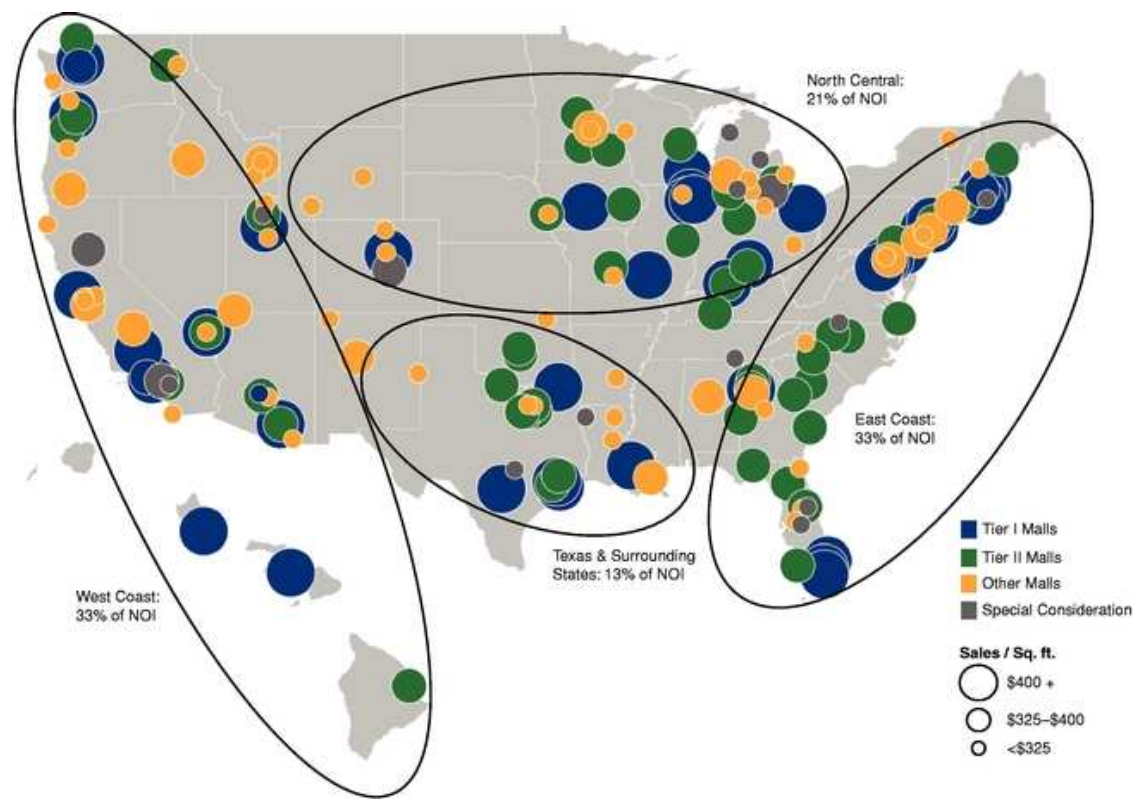 North Central:
21% of NOI
East Coast:
33% of NOI
Texas & Surrounding
States: 13% of NOI
West Coast:
33% of NOI
Tier I Malls
Tier II Malls
Other Malls
Special Consideration
Sales / Sq. ft.
$400 +
$325–$400
<$325